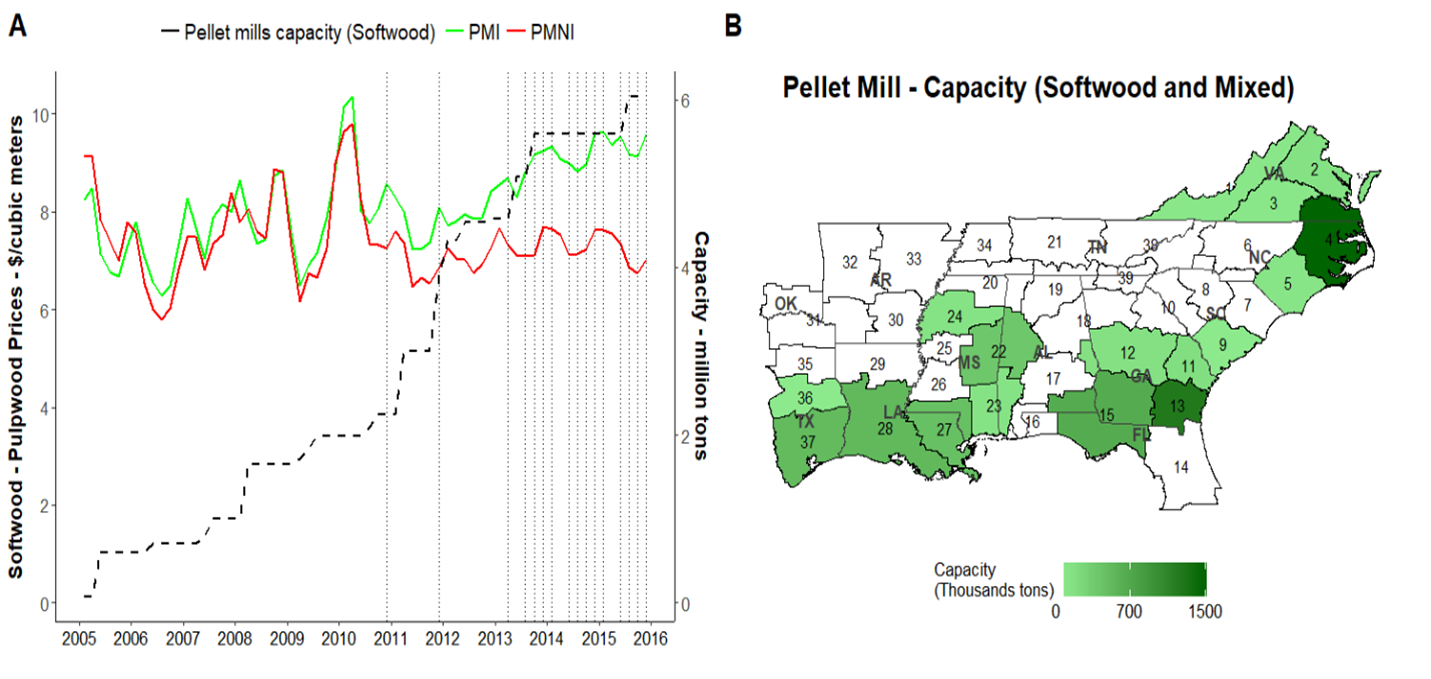 A
Pellet mills capacity (Softwood) PMI PMNI
Softwood - Pulpwood Prices - $/cubic meters
10
8
6
4
2
0
6
4
2
0
Capacity - million tons
2005 2006 2007 2008 2009 2010 2011 2012 2013 2014 2015 2016
B
Pellet Mill - Capacity (Softwood and Mixed)
1 VA 2
3
4
34 21 TN 38 6 NC
32 33
AR 20 19 39 5
OK 31 30 24 18 10 8 SC 7
25 MS 22 AL 12 9
35 29 GA 11
26 17
36 23 13
TX LA 16 15
37 28 27 FL
14
Capacity
(Thousands tons)
0 700 1500